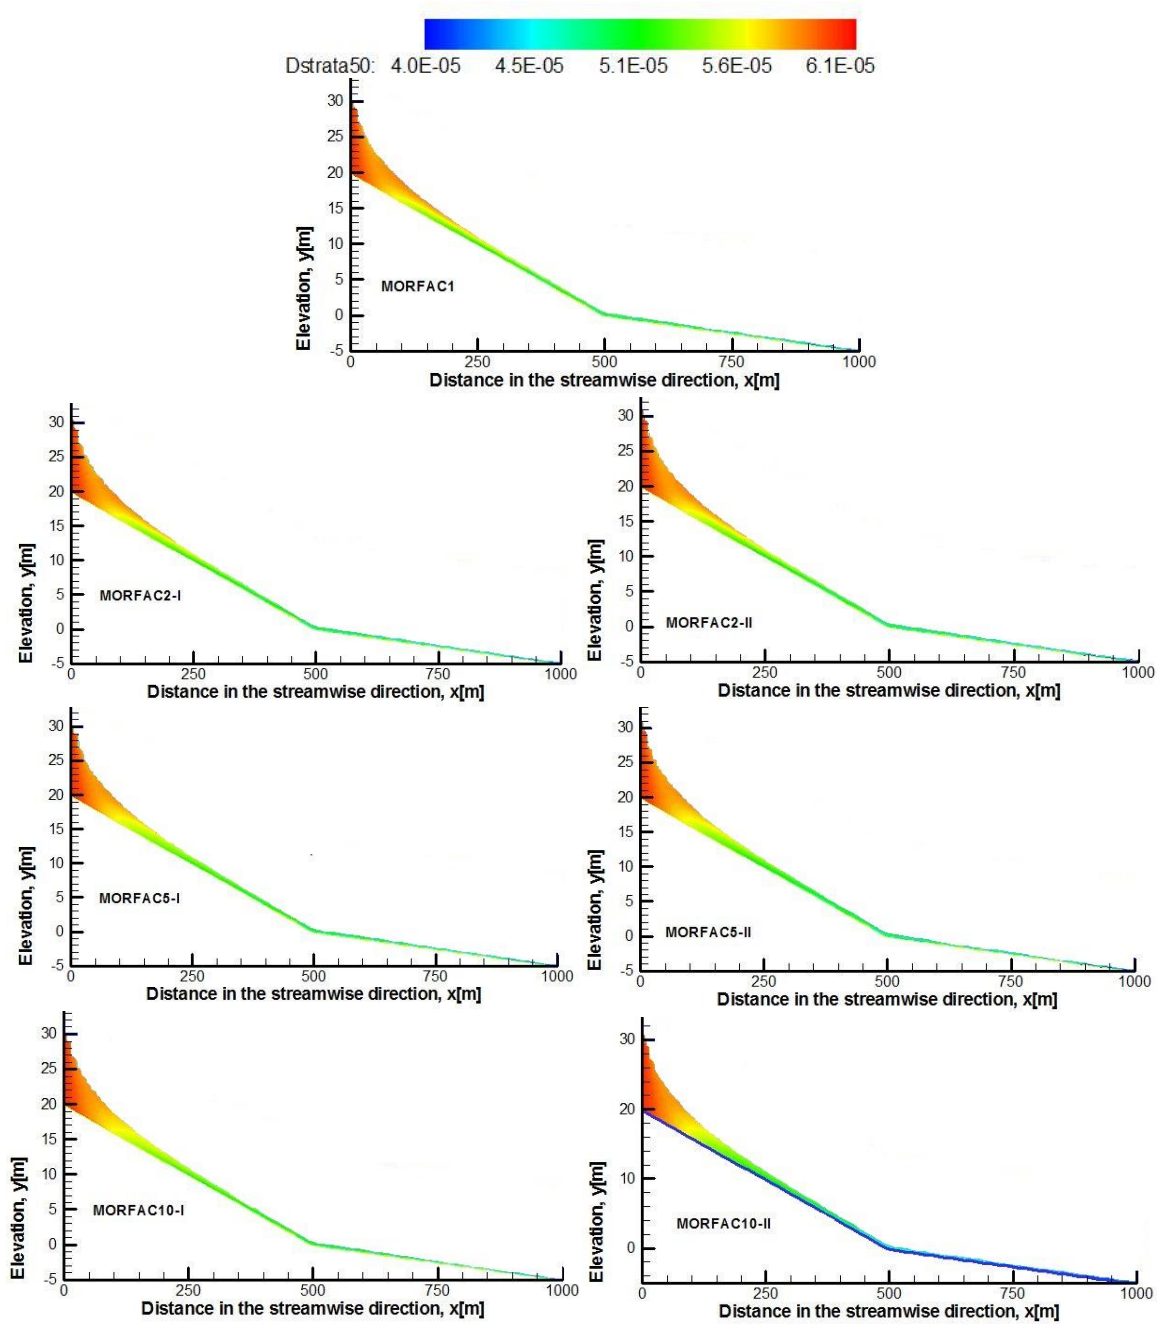 Dstrata50: 4.0E-05 4.5E-05 5.1E-05 5.6E-05 6.1E-05
30
25
20
15
10
5
0
-5
Elevation, y[m]
MORFAC1
0 250 500 750 1000
Distance in the streamwise direction, x[m]
30
25
20
15
10
5
0
-5
Elevation, y[m]
MORFAC2-I
0 250 500 750 1000
Distance in the streamwise direction, x[m]
30
25
20
15
10
5
0
-5
Elevation, y[m]
MORFAC2-II
0 250 500 750 1000
Distance in the streamwise direction, x[m]
30
25
20
15
10
5
0
-5
Elevation, y[m]
MORFAC5-I
0 250 500 750 1000
Distance in the streamwise direction, x[m]
30
25
20
15
10
5
0
-5
Elevation, y[m]
MORFAC5-II
0 250 500 750 1000
Distance in the streamwise direction, x[m]
30
25
20
15
10
5
0
-5
Elevation, y[m]
MORFAC10-I
0 250 500 750 1000
Distance in the streamwise direction, x[m]
30
20
10
0
Elevation, y[m]
MORFAC10-II
0 250 500 750 1000
Distance in the streamwise direction, x[m]